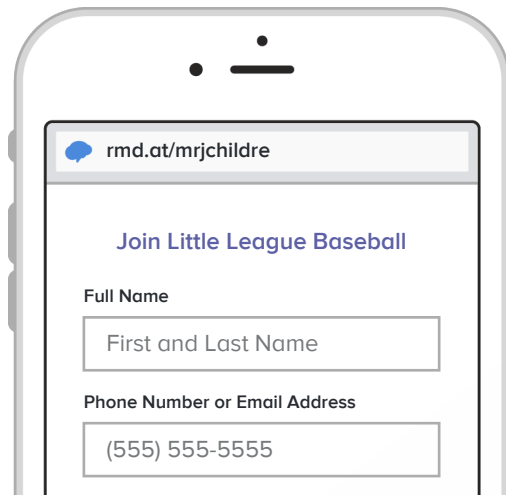 rmd.at/mrjchildre
Join Little League Baseball
Full Name
First and Last Name
Phone Number or Email Address
(555) 555-5555